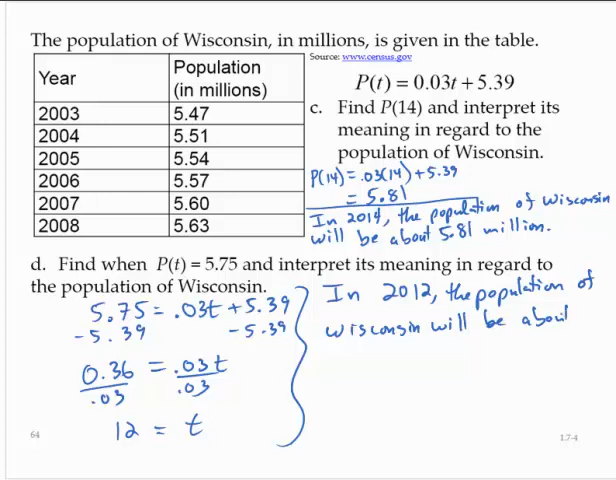 The population of Wisconsin, in millions, is given in the table.
Source: www.census.gov
Year Population (in millions)
2003 5.47
2004 5.51
2005 5.54
2006 5.57
2007 5.60
2008 5.63
P(t) = 0.03t + 5.39
c. Find P(14) and interpret its
meaning in regard to the
population of Wisconsin.
P(14) = .03(14) + 5.39
= 5.81
In 2014, the population of Wisconsin
will be about 5.81 million.
d. Find when P(t) = 5.75 and interpret its meaning in regard to
the population of Wisconsin.
5.75 = .03t + 5.39
-5.39 -5.39
0.36 = .03t
.03 .03
12 = t
In 2012, the population of
Wisconsin will be about
64
1.7-4